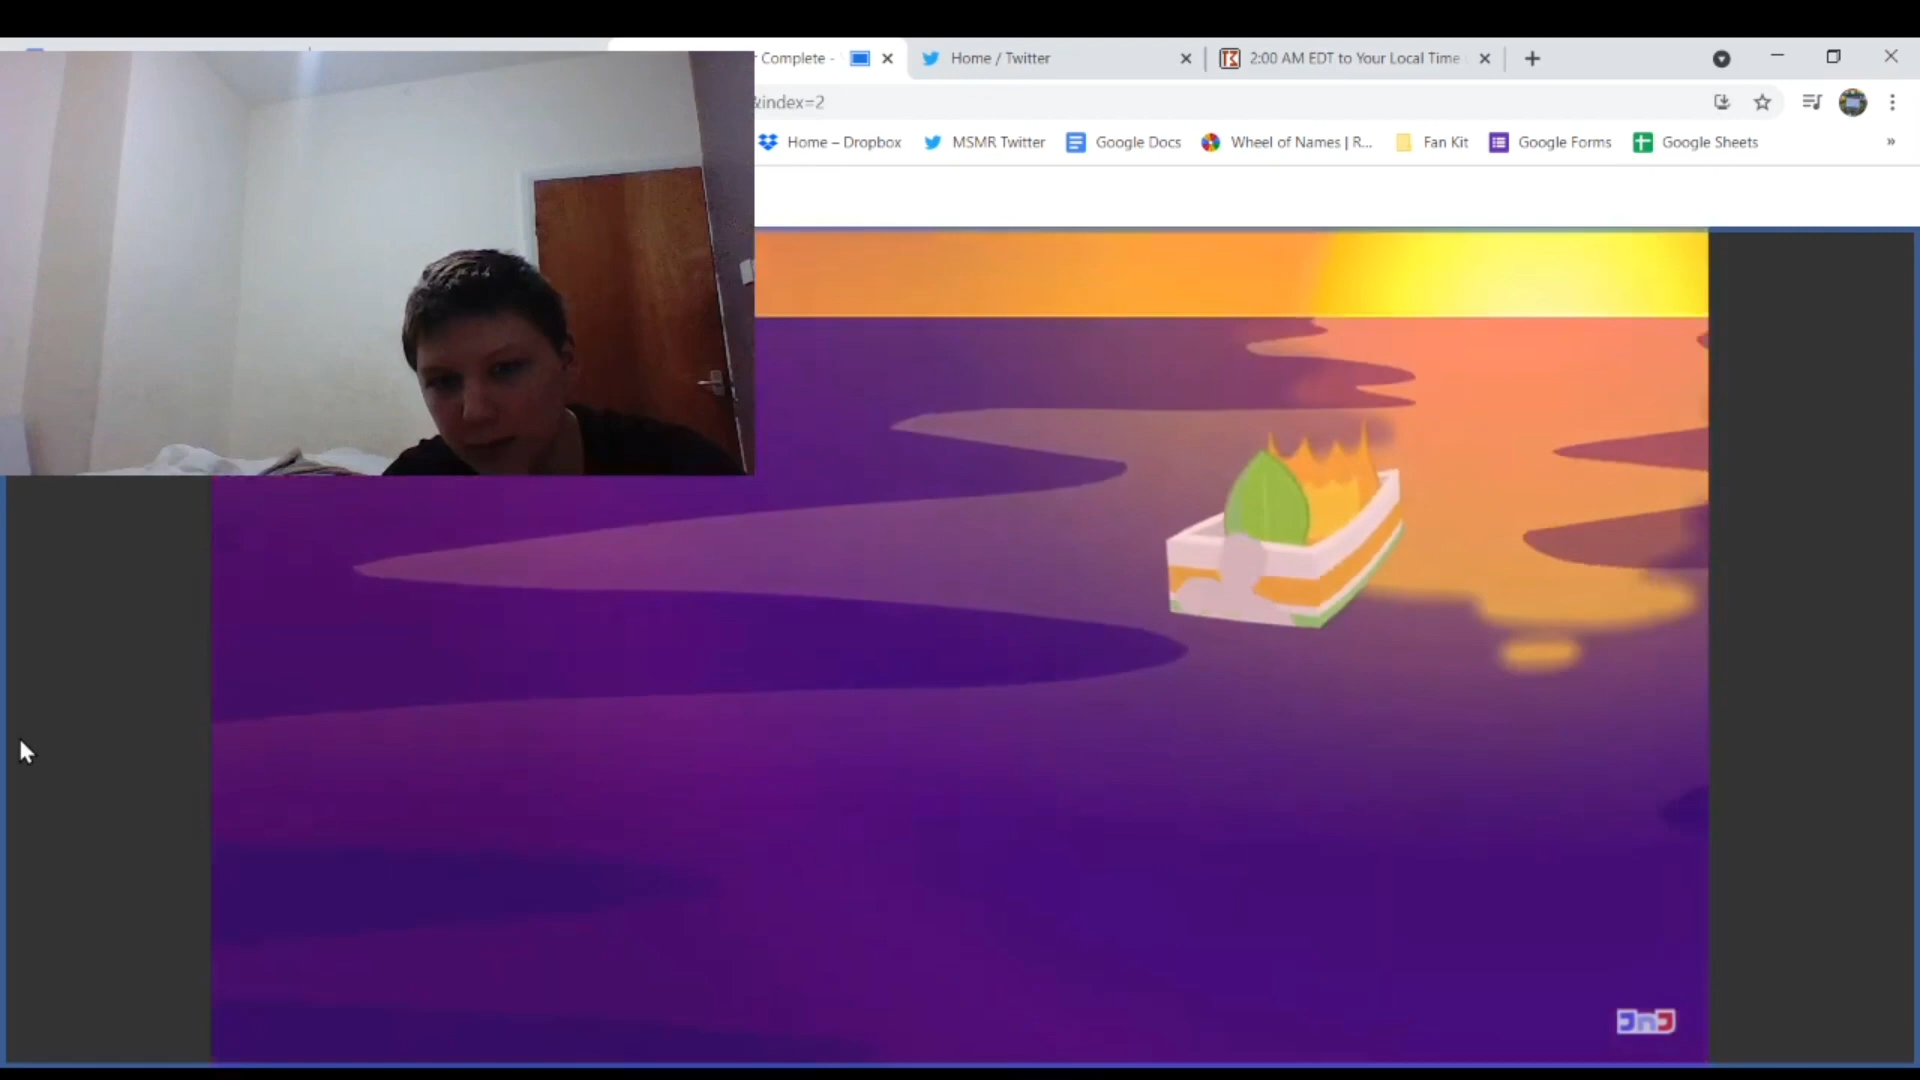 Complete -
Home / Twitter
2:00 AM EDT to Your Local Time
&index=2
Home – Dropbox
MSMR Twitter
Google Docs
Wheel of Names | R...
Fan Kit
Google Forms
Google Sheets
»
JnJ